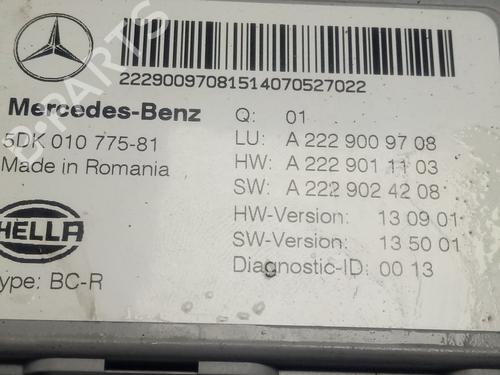 22290097081514070527022
Mercedes-Benz
5DK 010 775-81
Made in Romania
HELLA
Type: BC-R
Q: 01
LU: A 222 900 97 08
HW: A 222 901 11 03
SW: A 222 902 42 08
HW-Version: 13 09 01
SW-Version: 13 50 01
Diagnostic-ID: 00 13
B-PARTS